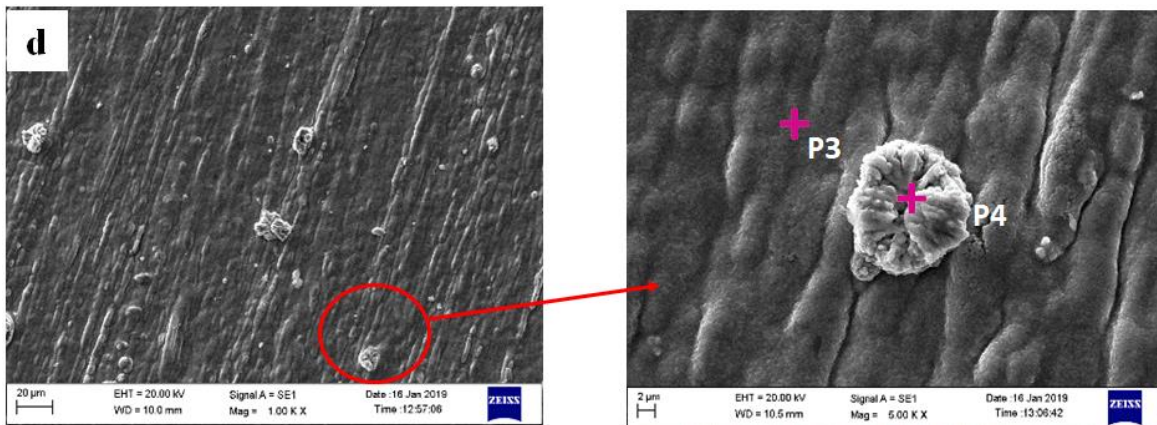 d
20 µm
EHT = 20.00 kV
WD = 10.0 mm
Signal A = SE1
Mag = 1.00 K X
Date :16 Jan 2019
Time :12:57:06
ZEISS
P3
P4
2 µm
EHT = 20.00 kV
WD = 10.5 mm
Signal A = SE1
Mag = 5.00 K X
Date :16 Jan 2019
Time :13:06:42
ZEISS